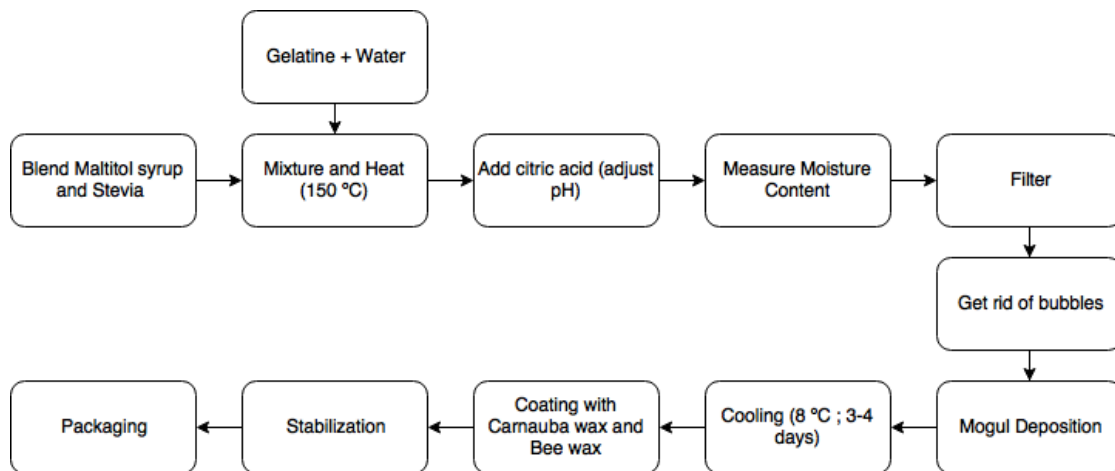 Gelatine + Water
Blend Maltitol syrup
and Stevia
Mixture and Heat
(150 ºC)
Add citric acid (adjust
pH)
Measure Moisture
Content
Filter
Get rid of bubbles
Mogul Deposition
Cooling (8 ºC ; 3-4
days)
Coating with
Carnauba wax and
Bee wax
Stabilization
Packaging